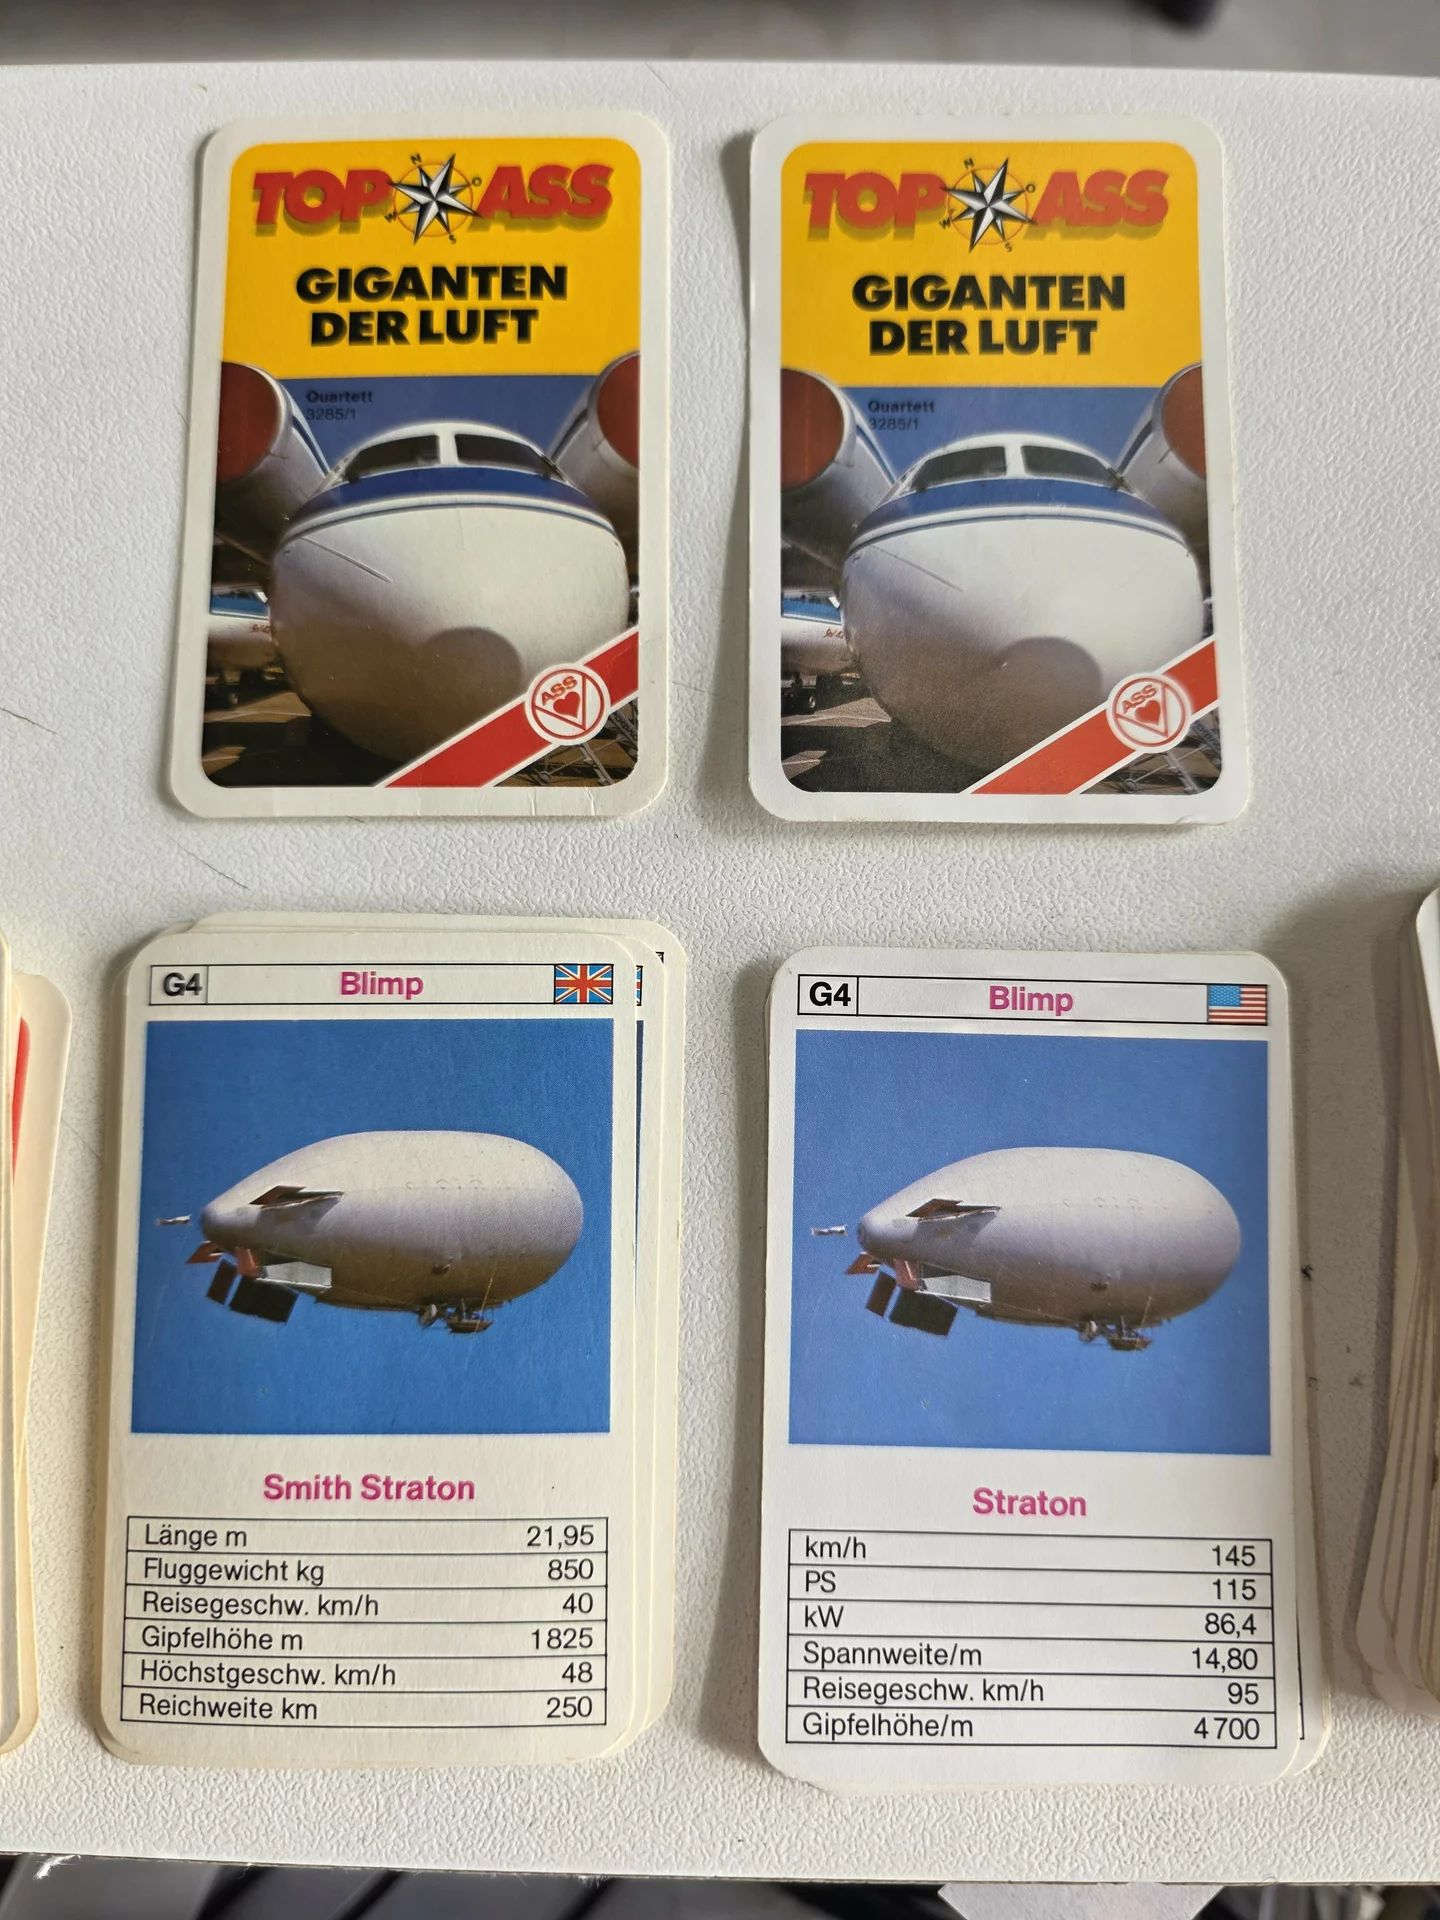 TOP ASS
N
O
W
S
GIGANTEN
DER LUFT
Quartett
3285/1
ASS
TOP ASS
N
O
W
S
GIGANTEN
DER LUFT
Quartett
3285/1
ASS
G4 Blimp
Smith Straton
Länge m 21,95
Fluggewicht kg 850
Reisegeschw. km/h 40
Gipfelhöhe m 1825
Höchstgeschw. km/h 48
Reichweite km 250
G4 Blimp
Straton
km/h 145
PS 115
kW 86,4
Spannweite/m 14,80
Reisegeschw. km/h 95
Gipfelhöhe/m 4 700